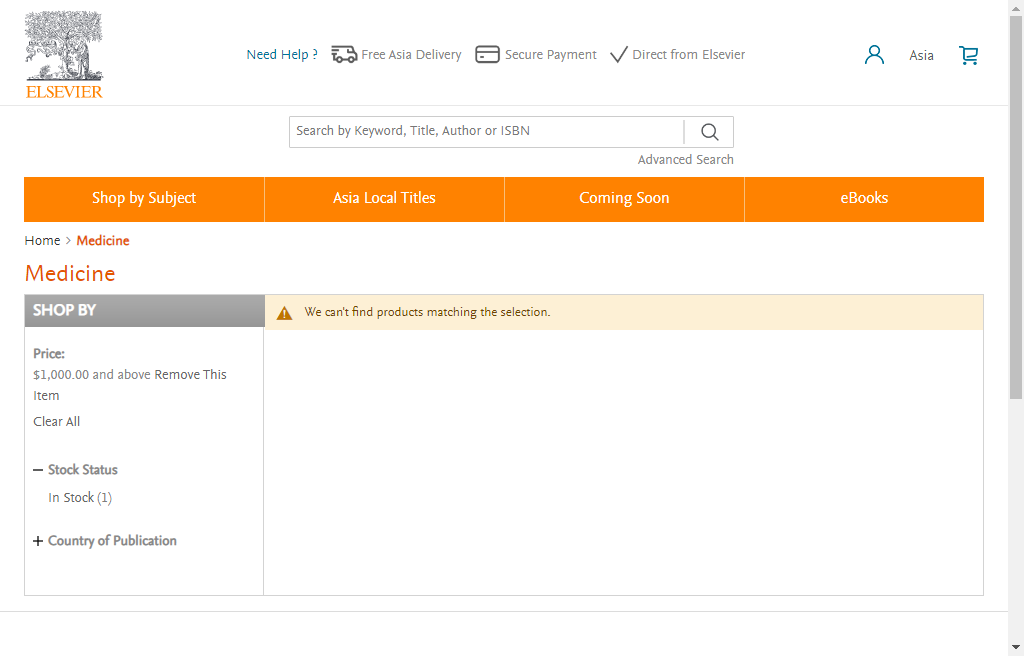 ELSEVIER
Need Help ?
Free Asia Delivery
Secure Payment
Direct from Elsevier
Asia
Search by Keyword, Title, Author or ISBN
Advanced Search
Shop by Subject
Asia Local Titles
Coming Soon
eBooks
Home > Medicine
Medicine
SHOP BY
We can't find products matching the selection.
Price:
$1,000.00 and above Remove This
Item
Clear All
Stock Status
In Stock (1)
Country of Publication